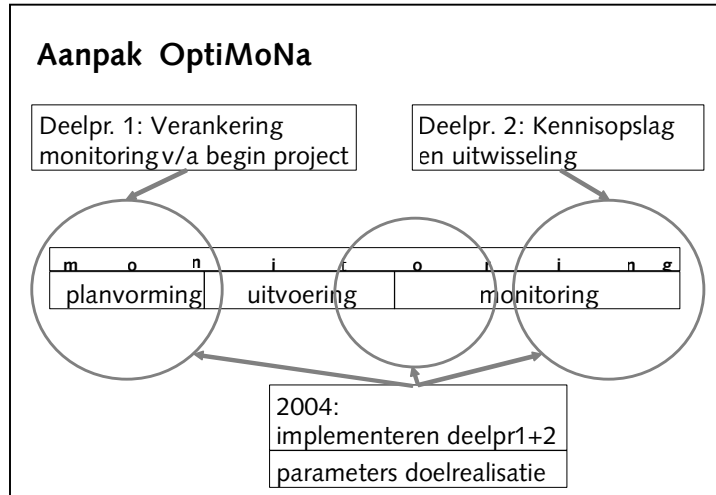 Aanpak OptiMoNa
Deelpr. 1: Verankering
monitoring v/a begin project
Deelpr. 2: Kennisopslag
en uitwisseling
m o n i t o r i n g
planvorming uitvoering monitoring
2004:
implementeren deelpr1+2
parameters doelrealisatie